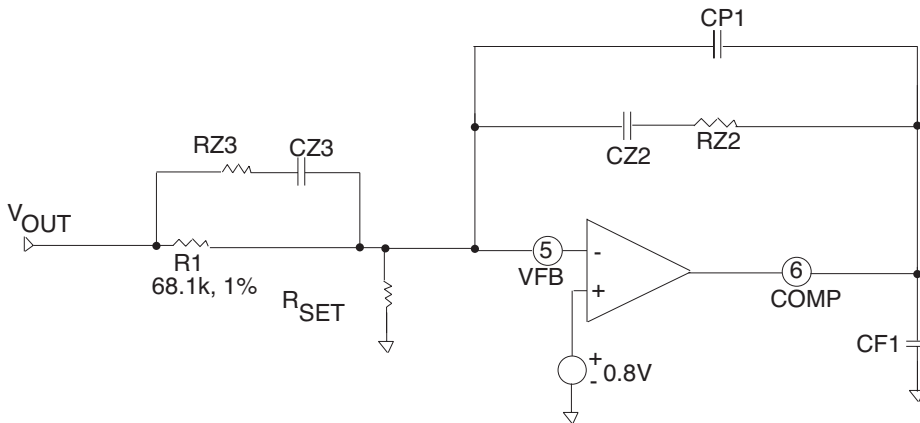 CP1
RZ3
CZ3
CZ2
RZ2
VOUT
R1
68.1k, 1%
RSET
5
VFB
-
+
6
COMP
CF1
+
-
0.8V